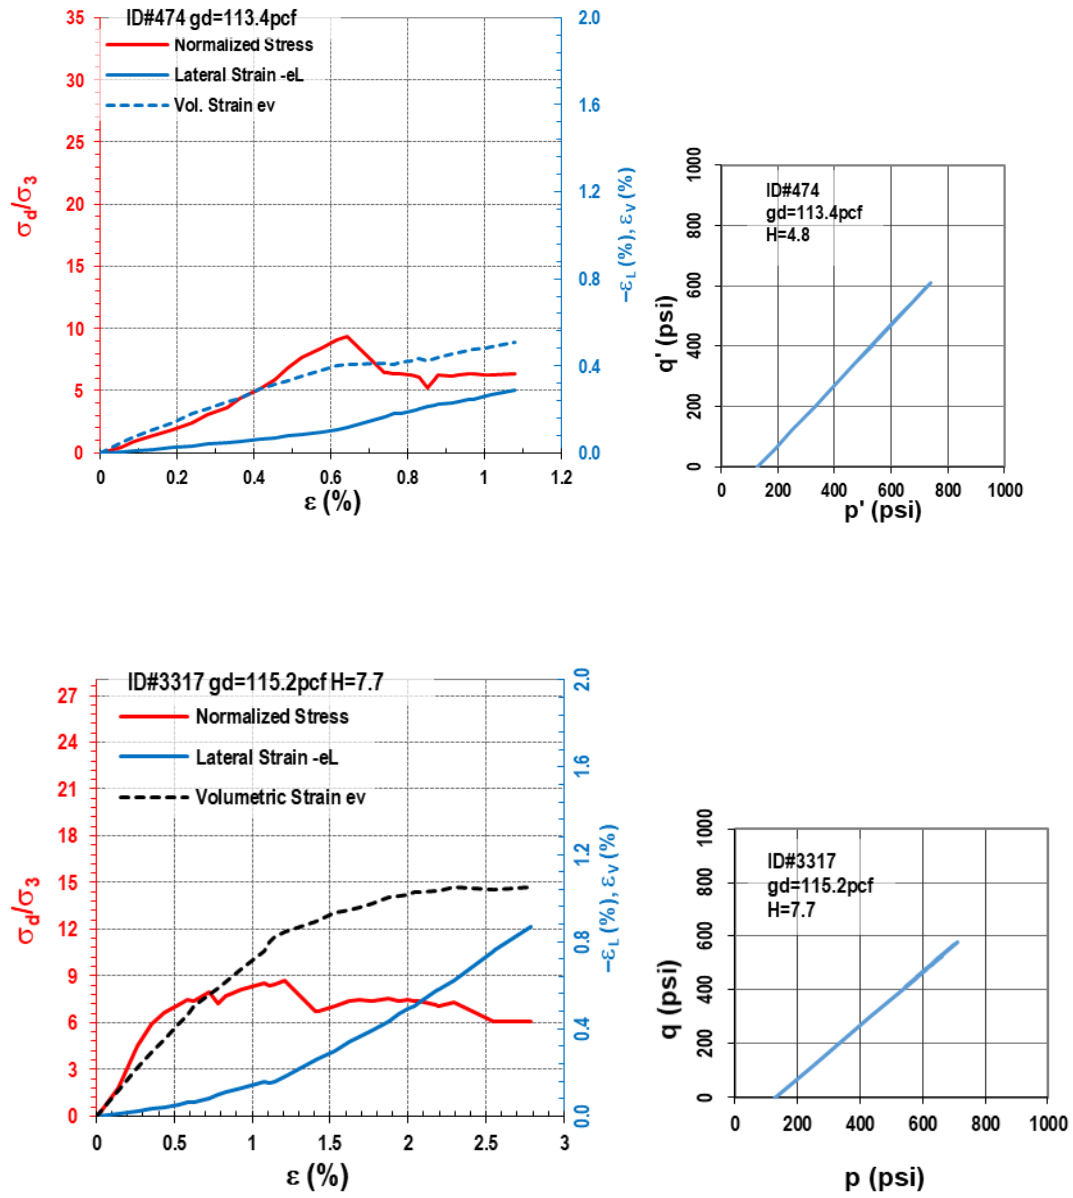 ID#474 gd=113.4pcf
Normalized Stress
Lateral Strain -eL
Vol. Strain ev
35
30
25
20
15
10
5
0
σd/σ3
2.0
1.6
1.2
0.8
0.4
0.0
−εL (%), εV (%)
0 0.2 0.4 0.6 0.8 1 1.2
ε (%)
ID#474
gd=113.4pcf
H=4.8
1000
800
600
400
200
0
q' (psi)
0 200 400 600 800 1000
p' (psi)
ID#3317 gd=115.2pcf H=7.7
Normalized Stress
Lateral Strain -eL
Volumetric Strain ev
27
24
21
18
15
12
9
6
3
0
σd/σ3
2.0
1.6
1.2
0.8
0.4
0.0
−εL (%), εV (%)
0 0.5 1 1.5 2 2.5 3
ε (%)
ID#3317
gd=115.2pcf
H=7.7
1000
800
600
400
200
0
q (psi)
0 200 400 600 800 1000
p (psi)